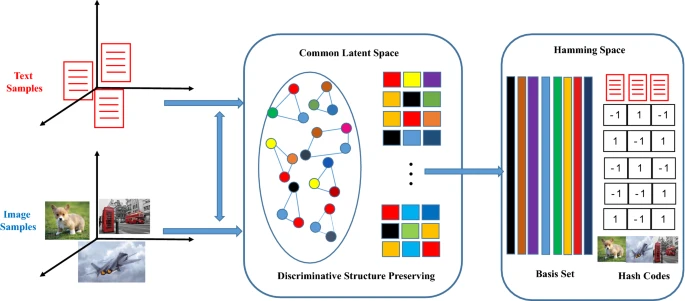 Text
Samples
Image
Samples
Common Latent Space
Discriminative Structure Preserving
Hamming Space
-1 1 -1
1 -1 1
-1 1 -1
-1 -1 1
1 -1 1
Basis Set
Hash Codes